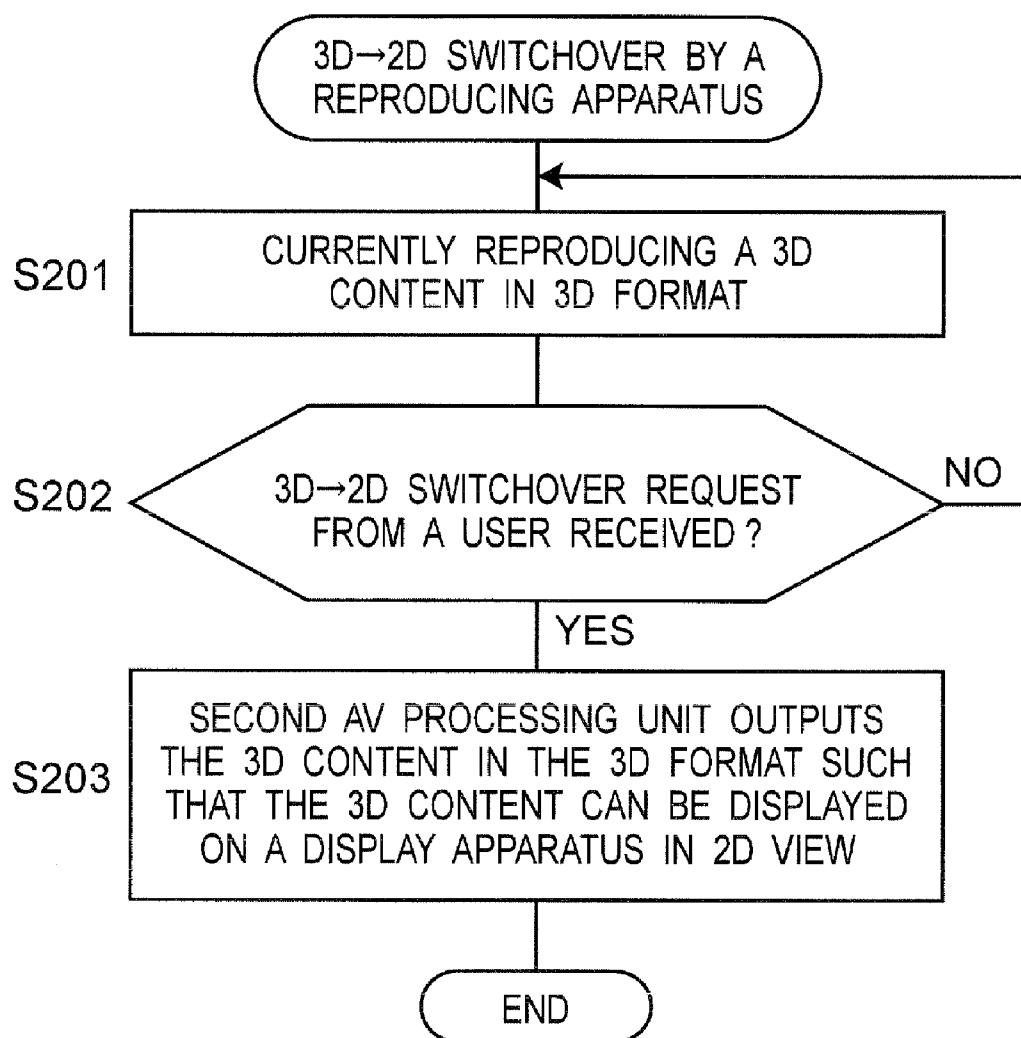 3D→2D SWITCHOVER BY A
REPRODUCING APPARATUS
S201
CURRENTLY REPRODUCING A 3D
CONTENT IN 3D FORMAT
S202
3D→2D SWITCHOVER REQUEST
FROM A USER RECEIVED ?
NO
YES
S203
SECOND AV PROCESSING UNIT OUTPUTS
THE 3D CONTENT IN THE 3D FORMAT SUCH
THAT THE 3D CONTENT CAN BE DISPLAYED
ON A DISPLAY APPARATUS IN 2D VIEW
END